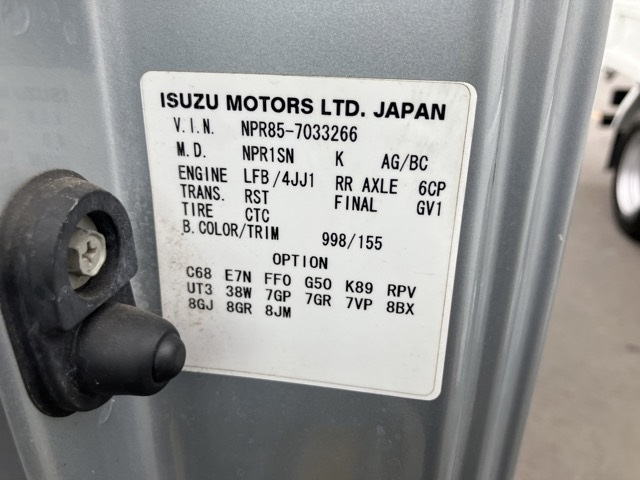 ISUZU MOTORS LTD. JAPAN
V.I.N. NPR85-7033266
M.D. NPR1SN K AG/BC
ENGINE LFB/4JJ1 RR AXLE 6CP
TRANS. RST FINAL GV1
TIRE CTC
B.COLOR/TRIM 998/155
OPTION
C68 E7N FF0 G50 K89 RPV
UT3 38W 7GP 7GR 7VP 8BX
8GJ 8GR 8JM